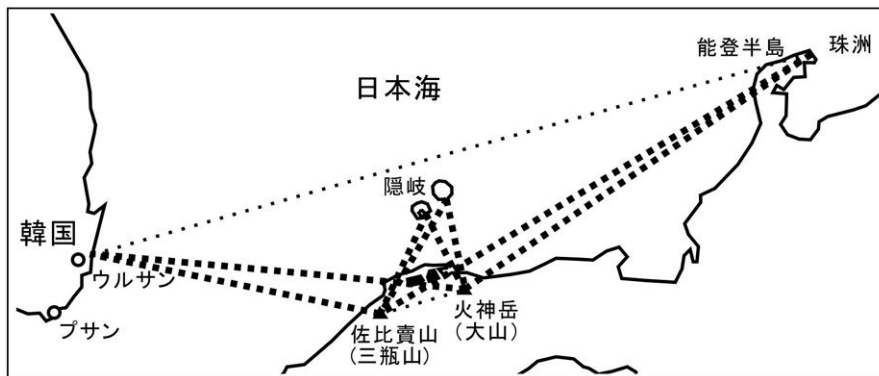 能登半島
珠洲
日本海
隠岐
韓国
ウルサン
プサン
佐比賣山
(三瓶山)
火神岳
(大山)